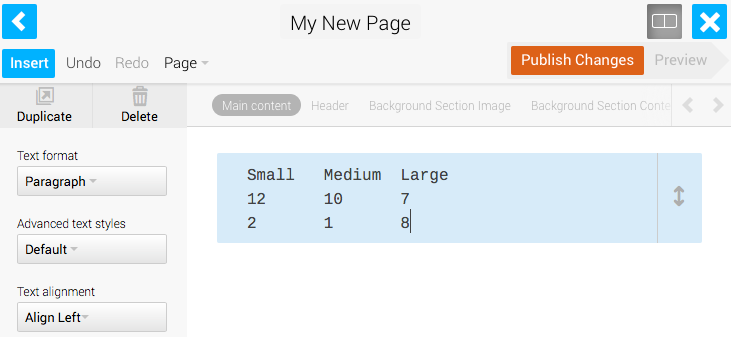 My New Page
Insert Undo Redo Page Publish Changes Preview
Duplicate Delete
Main content Header Background Section Image Background Section Conte
Text format
Paragraph
Advanced text styles
Default
Text alignment
Align Left
Small Medium Large
12 10 7
2 1 8